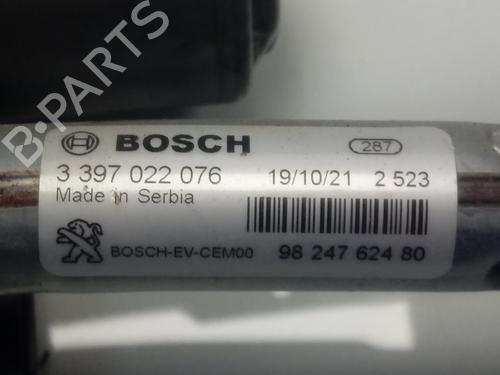 B-PARTS
BOSCH 287
3 397 022 076 19/10/21 2 523
Made in Serbia
BOSCH-EV-CEM00 98 247 624 80